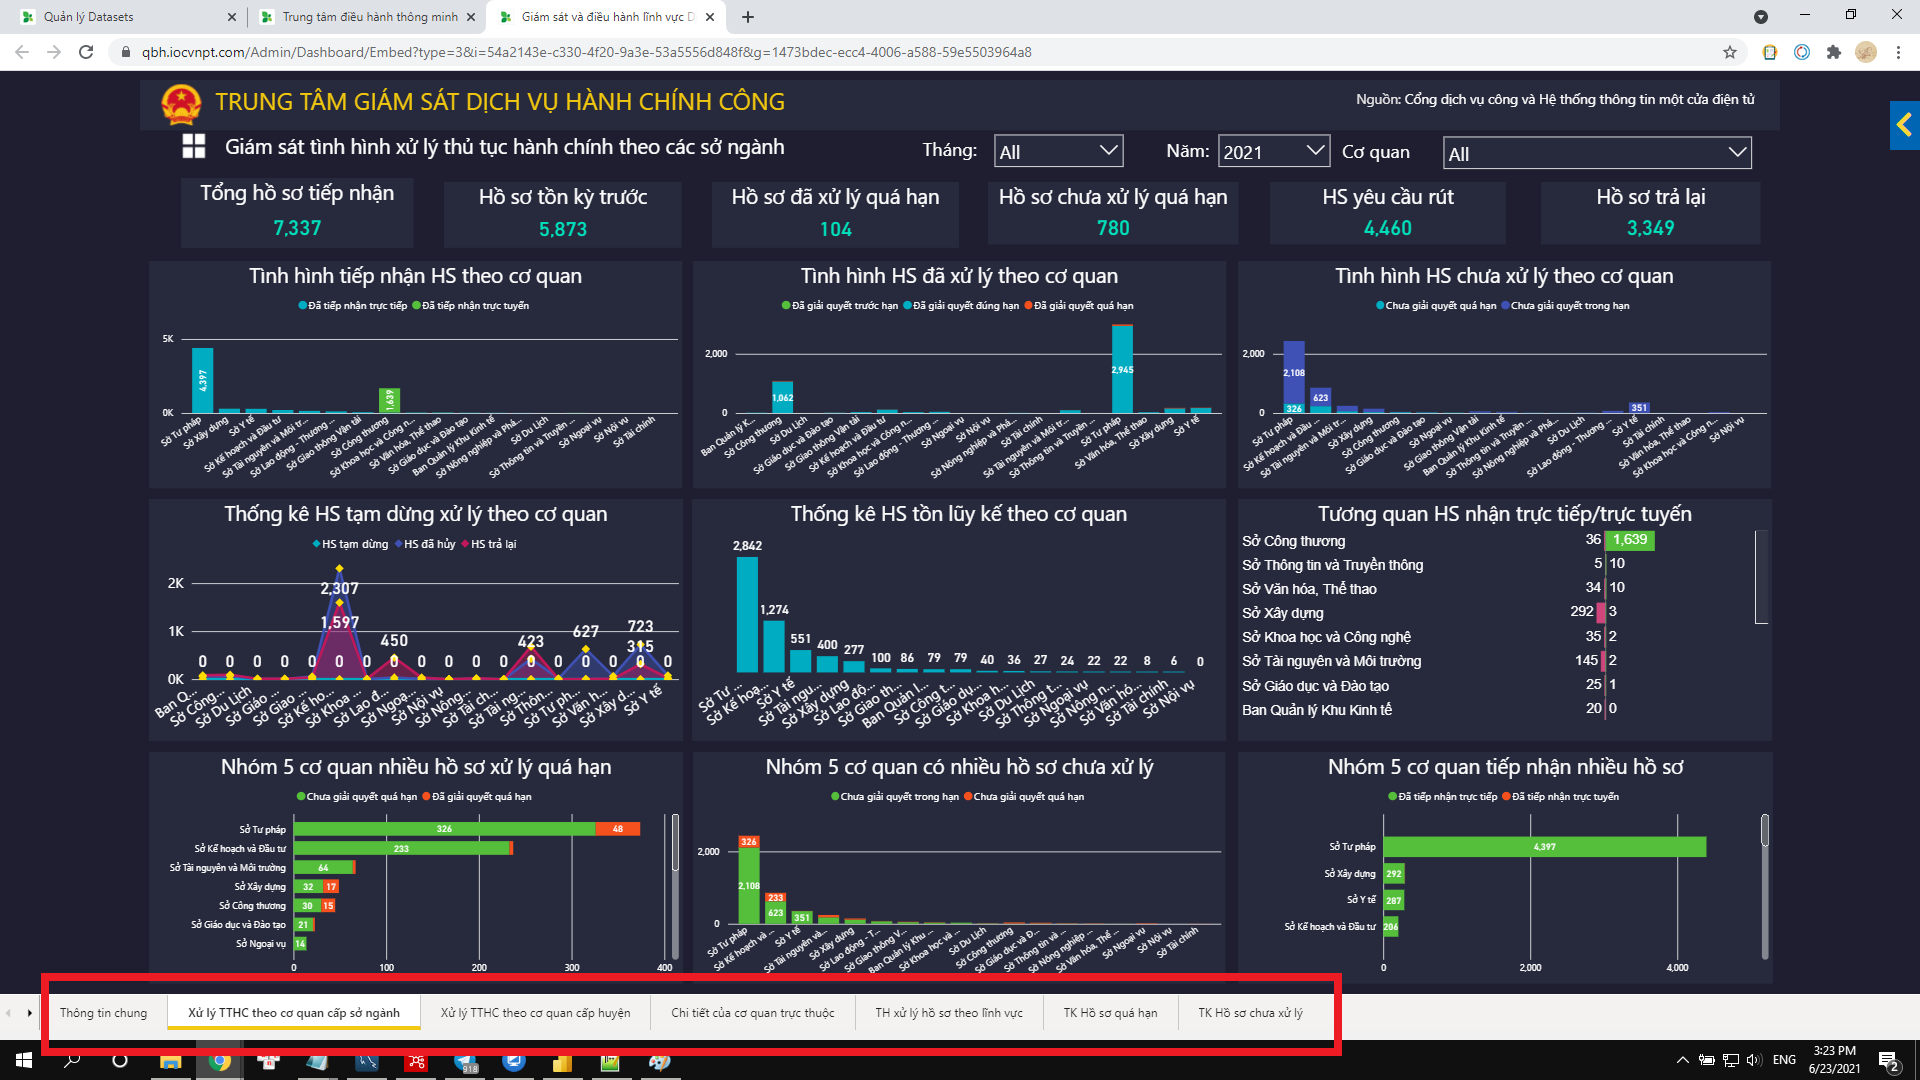 Quản lý Datasets
Trung tâm điều hành thông minh
Giám sát và điều hành lĩnh vực D
qbh.iocvnpt.com/Admin/Dashboard/Embed?type=3&i=54a2143e-c330-4f20-9a3e-53a5556d848f&g=1473bdec-ecc4-4006-a588-59e5503964a8
TRUNG TÂM GIÁM SÁT DỊCH VỤ HÀNH CHÍNH CÔNG
Nguồn: Cổng dịch vụ công và Hệ thống thông tin một cửa điện tử
Giám sát tình hình xử lý thủ tục hành chính theo các sở ngành
Tháng: All
Năm: 2021
Cơ quan All
Tổng hồ sơ tiếp nhận
7,337
Hồ sơ tồn kỳ trước
5,873
Hồ sơ đã xử lý quá hạn
104
Hồ sơ chưa xử lý quá hạn
780
HS yêu cầu rút
4,460
Hồ sơ trả lại
3,349
Tình hình tiếp nhận HS theo cơ quan
Đã tiếp nhận trực tiếp Đã tiếp nhận trực tuyến
5K
0K
4,397
1,639
Sở Tư pháp
Sở Xây dựng
Sở Y tế
Sở Kế hoạch và Đầu tư
Sở Tài nguyên và Môi tr...
Sở Lao động - Thương ...
Sở Giao thông Vận tải
Sở Công thương
Sở Khoa học và Công n...
Sở Văn hóa, Thể thao
Sở Giáo dục và Đào tạo
Ban Quản lý Khu Kinh tế
Sở Nông nghiệp và Phá...
Sở Du Lịch
Sở Thông tin và Truyền ...
Sở Ngoại vụ
Sở Nội vụ
Sở Tài chính
Tình hình HS đã xử lý theo cơ quan
Đã giải quyết trước hạn Đã giải quyết đúng hạn Đã giải quyết quá hạn
2,000
0
1,062
2,945
Ban Quản lý K...
Sở Công thương
Sở Du Lịch
Sở Giáo dục và Đào tạo
Sở Giao thông Vận tải
Sở Kế hoạch và Đầu tư
Sở Khoa học và Công n...
Sở Lao động - Thương ...
Sở Ngoại vụ
Sở Nội vụ
Sở Nông nghiệp và Phá...
Sở Tài chính
Sở Tài nguyên và Môi tr...
Sở Thông tin và Truyền ...
Sở Tư pháp
Sở Văn hóa, Thể thao
Sở Xây dựng
Sở Y tế
Tình hình HS chưa xử lý theo cơ quan
Chưa giải quyết quá hạn Chưa giải quyết trong hạn
2,000
0
2,108
326
623
351
Sở Tư pháp
Sở Kế hoạch và Đầu ...
Sở Tài nguyên và Môi tr...
Sở Xây dựng
Sở Công thương
Sở Giáo dục và Đào tạo
Sở Ngoại vụ
Sở Giao thông Vận tải
Ban Quản lý Khu Kinh tế
Sở Thông tin và Truyền ...
Sở Nông nghiệp và Phá...
Sở Du Lịch
Sở Lao động - Thương ...
Sở Y tế
Sở Tài chính
Sở Văn hóa, Thể thao
Sở Khoa học và Công n...
Sở Nội vụ
Thống kê HS tạm dừng xử lý theo cơ quan
HS tạm dừng HS đã hủy HS trả lại
2K
1K
0K
2,307
1,597
450
423
627
723
315
0 0 0 0 0 0 0 0 0 0 0 0 0 0 0 0 0 0
Ban Q...
Sở Công...
Sở Du Lịch
Sở Giáo ...
Sở Giao ...
Sở Kế ho...
Sở Khoa ...
Sở Lao đ...
Sở Ngoạ...
Sở Nội vụ
Sở Nông...
Sở Tài ch...
Sở Tài ng...
Sở Thôn...
Sở Tư ph...
Sở Văn h...
Sở Xây d...
Sở Y tế
Thống kê HS tồn lũy kế theo cơ quan
2,842
1,274
551
400
277
100
86
79
79
40
36
27
24
22
22
8
6
0
Sở Tư ...
Sở Kế hoạ...
Sở Y tế
Sở Tài ngu...
Sở Xây dựng
Sở Lao độ...
Sở Giao th...
Ban Quản l...
Sở Công t...
Sở Giáo dụ...
Sở Khoa h...
Sở Du Lịch
Sở Thông t...
Sở Ngoại vụ
Sở Nông n...
Sở Văn hó...
Sở Tài chính
Sở Nội vụ
Tương quan HS nhận trực tiếp/trực tuyến
Sở Công thương 36 1,639
Sở Thông tin và Truyền thông 5 10
Sở Văn hóa, Thể thao 34 10
Sở Xây dựng 292 3
Sở Khoa học và Công nghệ 35 2
Sở Tài nguyên và Môi trường 145 2
Sở Giáo dục và Đào tạo 25 1
Ban Quản lý Khu Kinh tế 20 0
Nhóm 5 cơ quan nhiều hồ sơ xử lý quá hạn
Chưa giải quyết quá hạn Đã giải quyết quá hạn
Sở Tư pháp 326 48
Sở Kế hoạch và Đầu tư 233
Sở Tài nguyên và Môi trường 64
Sở Xây dựng 32 17
Sở Công thương 30 15
Sở Giáo dục và Đào tạo 21
Sở Ngoại vụ 14
0 100 200 300 400
Nhóm 5 cơ quan có nhiều hồ sơ chưa xử lý
Chưa giải quyết trong hạn Chưa giải quyết quá hạn
2,000
0
326
2,108
233
623
351
Sở Tư pháp
Sở Kế hoạch và ...
Sở Y tế
Sở Tài nguyên và...
Sở Xây dựng
Sở Lao động - T...
Sở Giao thông V...
Ban Quản lý Khu ...
Sở Khoa học và ...
Sở Du Lịch
Sở Công thương
Sở Giáo dục và Đ...
Sở Thông tin và ...
Sở Nông nghiệp ...
Sở Văn hóa, Thể ...
Sở Ngoại vụ
Sở Nội vụ
Sở Tài chính
Nhóm 5 cơ quan tiếp nhận nhiều hồ sơ
Đã tiếp nhận trực tiếp Đã tiếp nhận trực tuyến
Sở Tư pháp 4,397
Sở Xây dựng 292
Sở Y tế 287
Sở Kế hoạch và Đầu tư 206
0 2,000 4,000
Thông tin chung
Xử lý TTHC theo cơ quan cấp sở ngành
Xử lý TTHC theo cơ quan cấp huyện
Chi tiết của cơ quan trực thuộc
TH xử lý hồ sơ theo lĩnh vực
TK Hồ sơ quá hạn
TK Hồ sơ chưa xử lý
918
ENG
3:23 PM
6/23/2021
2